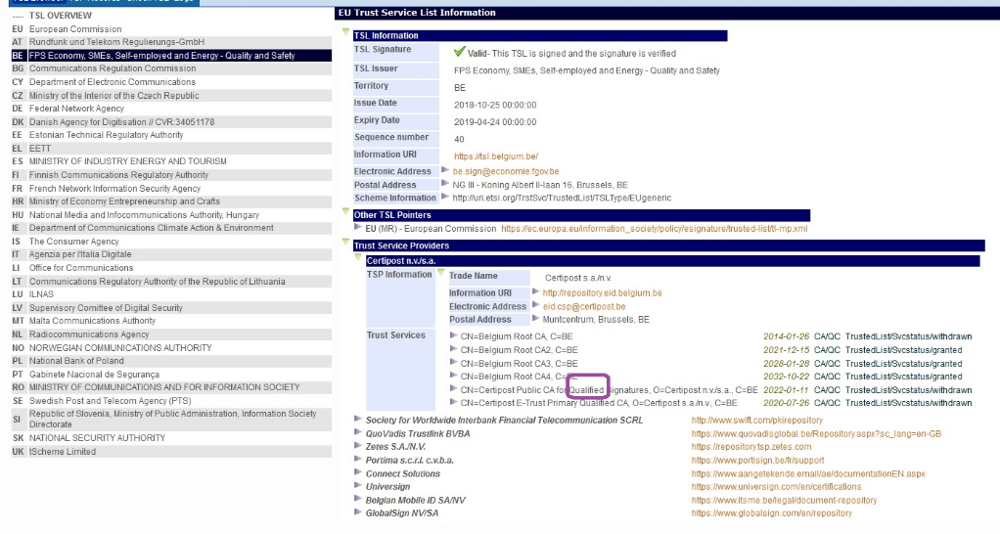 ---- TSL OVERVIEW
EU European Commission
AT Rundfunk und Telekom Regulierungs-GmbH
BE FPS Economy, SMEs, Self-employed and Energy - Quality and Safety
BG Communications Regulation Commission
CY Department of Electronic Communications
CZ Ministry of the Interior of the Czech Republic
DE Federal Network Agency
DK Danish Agency for Digitisation // CVR:34051178
EE Estonian Technical Regulatory Authority
EL EETT
ES MINISTRY OF INDUSTRY ENERGY AND TOURISM
FI Finnish Communications Regulatory Authority
FR French Network Information Security Agency
HR Ministry of Economy Entrepreneurship and Crafts
HU National Media and Infocommunications Authority, Hungary
IE Department of Communications Climate Action & Environment
IS The Consumer Agency
IT Agenzia per l'Italia Digitale
LI Office for Communications
LT Communications Regulatory Authority of the Republic of Lithuania
LU ILNAS
LV Supervisory Comittee of Digital Security
MT Malta Communications Authority
NL Radiocommunications Agency
NO NORWEGIAN COMMUNICATIONS AUTHORITY
PL National Bank of Poland
PT Gabinete Nacional de Segurança
RO MINISTRY OF COMMUNICATIONS AND FOR INFORMATION SOCIETY
SE Swedish Post and Telecom Agency (PTS)
SI Republic of Slovenia, Ministry of Public Administration, Information Society
Directorate
SK NATIONAL SECURITY AUTHORITY
UK tScheme Limited
EU Trust Service List Information
TSL Information
TSL Signature Valid- This TSL is signed and the signature is verified
TSL Issuer FPS Economy, SMEs, Self-employed and Energy - Quality and Safety
Territory BE
Issue Date 2018-10-25 00:00:00
Expiry Date 2019-04-24 00:00:00
Sequence number 40
Information URI https://tsl.belgium.be/
Electronic Address be.sign@economie.fgov.be
Postal Address NG III - Koning Albert II-laan 16, Brussels, BE
Scheme Information http://uri.etsi.org/TrstSvc/TrustedList/TSLType/EUgeneric
Other TSL Pointers
EU (MR) - European Commission https://ec.europa.eu/information_society/policy/esignature/trusted-list/tl-mp.xml
Trust Service Providers
Certipost n.v./s.a.
TSP Information Trade Name Certipost s.a./n.v.
Information URI http://repository.eid.belgium.be
Electronic Address eid.csp@certipost.be
Postal Address Muntcentrum, Brussels, BE
Trust Services CN=Belgium Root CA, C=BE 2014-01-26 CA/QC TrustedList/Svcstatus/withdrawn
CN=Belgium Root CA2, C=BE 2021-12-15 CA/QC TrustedList/Svcstatus/granted
CN=Belgium Root CA3, C=BE 2028-01-28 CA/QC TrustedList/Svcstatus/granted
CN=Belgium Root CA4, C=BE 2032-10-22 CA/QC TrustedList/Svcstatus/granted
CN=Certipost Public CA for Qualified Signatures, O=Certipost n.v./s.a., C=BE 2022-01-11 CA/QC TrustedList/Svcstatus/withdrawn
CN=Certipost E-Trust Primary Qualified CA, O=Certipost s.a./n.v., C=BE 2020-07-26 CA/QC TrustedList/Svcstatus/withdrawn
Society for Worldwide Interbank Financial Telecommunication SCRL http://www.swift.com/pkirepository
QuoVadis Trustlink BVBA https://www.quovadisglobal.be/Repository.aspx?sc_lang=en-GB
Zetes S.A./N.V. https://repository.tsp.zetes.com
Portima s.c.r.l. c.v.b.a. https://www.portisign.be/fr/support
Connect Solutions https://www.aangetekende.email/ae/documentationEN.aspx
Universign https://www.universign.com/en/certifications
Belgian Mobile ID SA/NV https://www.itsme.be/legal/document-repository
GlobalSign NV/SA https://www.globalsign.com/en/repository